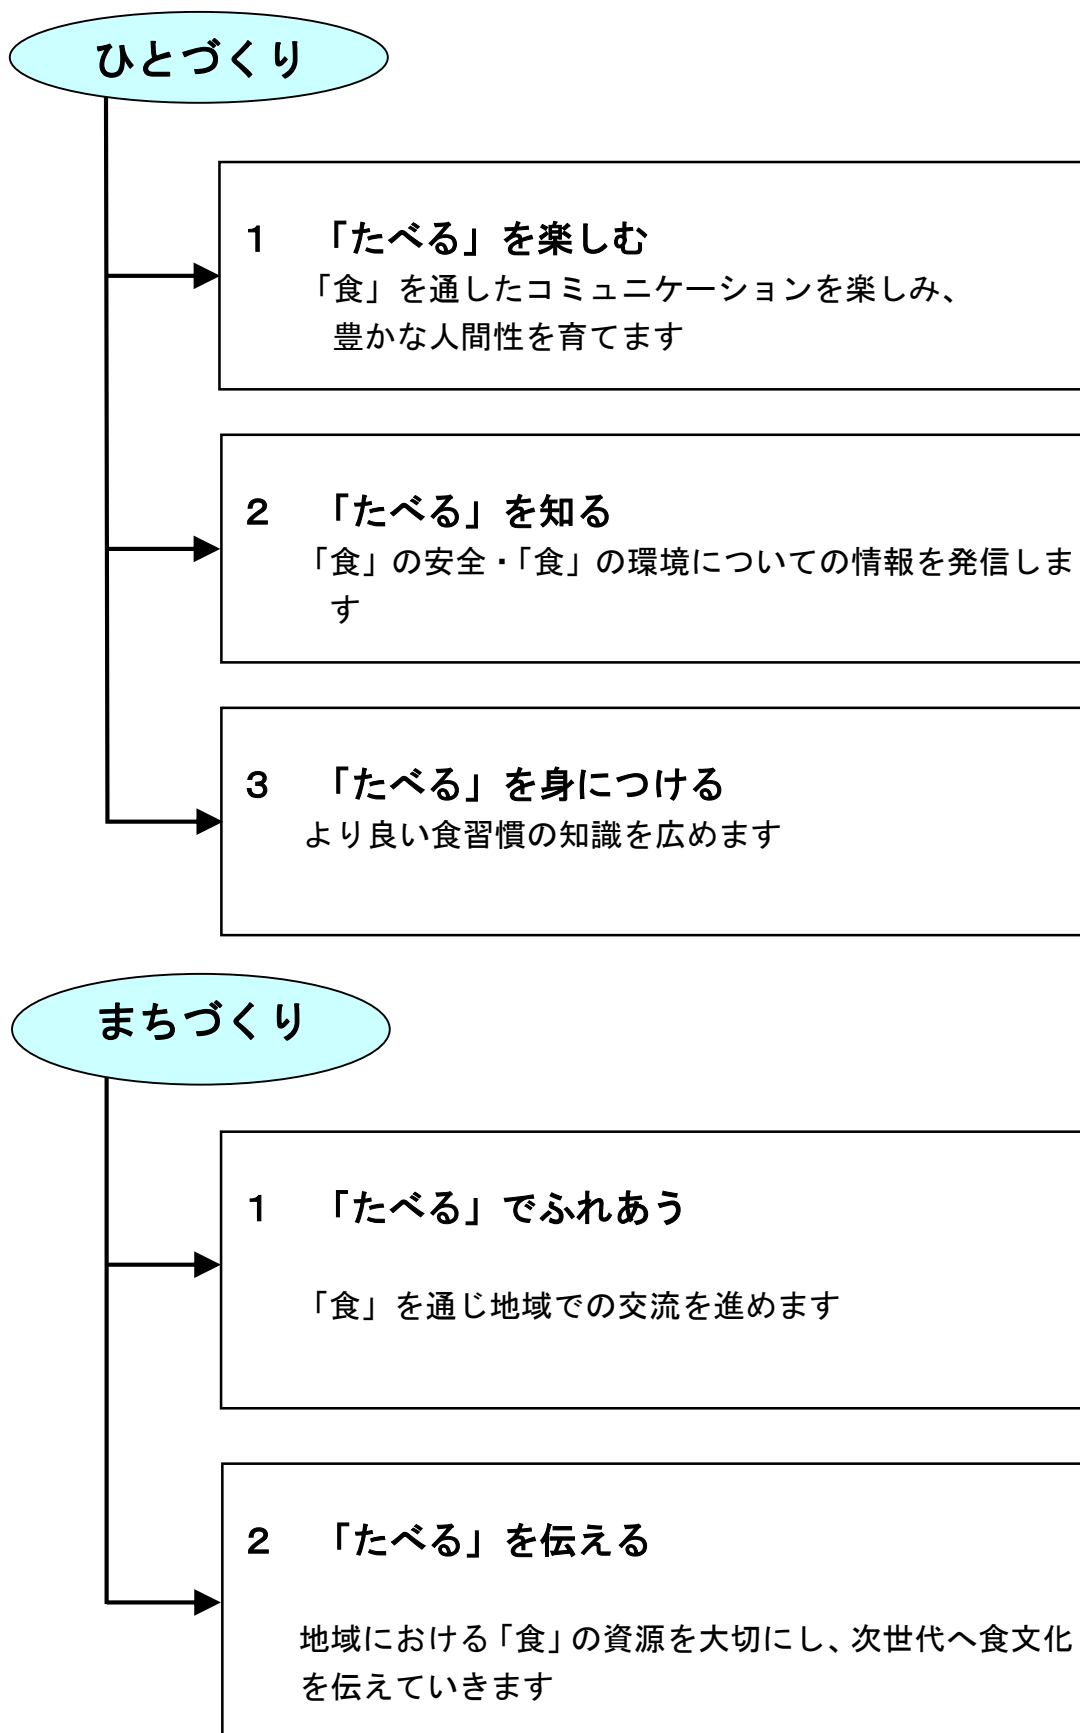 ひとづくり
１　「たべる」を楽しむ
「食」を通したコミュニケーションを楽しみ、
豊かな人間性を育てます
２　「たべる」を知る
「食」の安全・「食」の環境についての情報を発信しま
す
３　「たべる」を身につける
より良い食習慣の知識を広めます
まちづくり
１　「たべる」でふれあう
「食」を通じ地域での交流を進めます
２　「たべる」を伝える
地域における「食」の資源を大切にし、次世代へ食文化
を伝えていきます